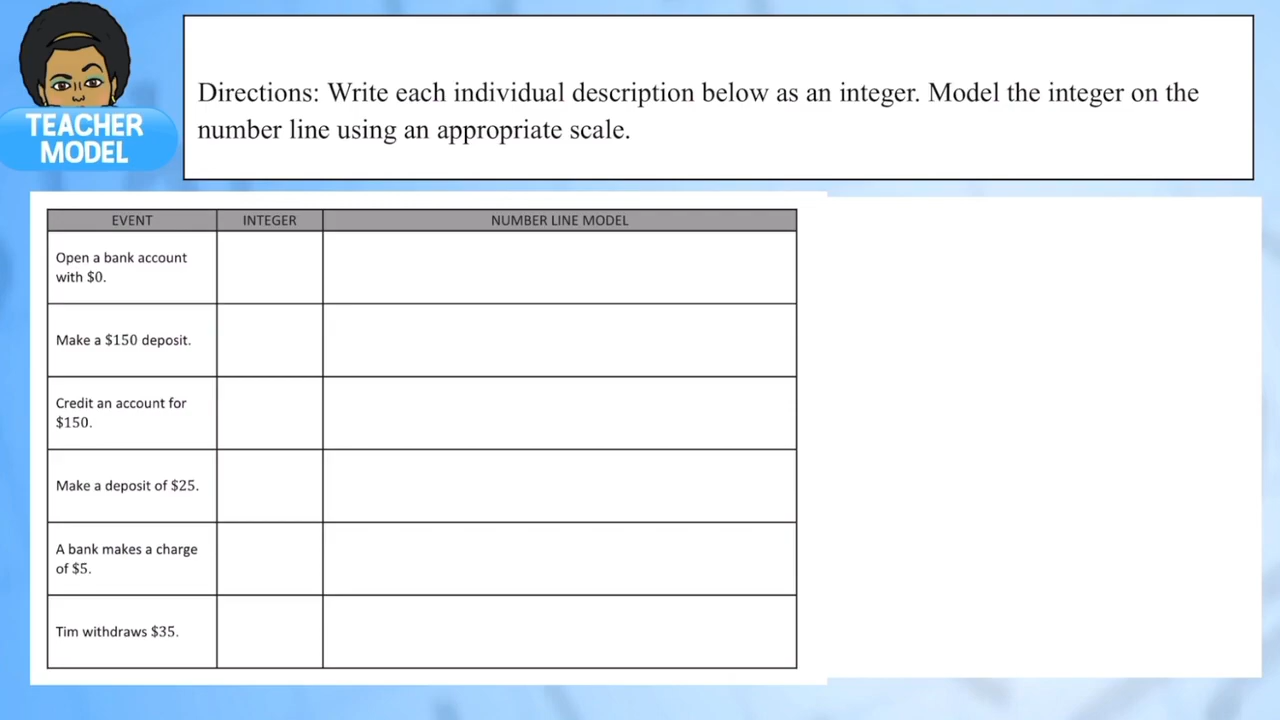 TEACHER
MODEL
Directions: Write each individual description below as an integer. Model the integer on the
number line using an appropriate scale.
EVENT INTEGER NUMBER LINE MODEL
Open a bank account
with $0.
Make a $150 deposit.
Credit an account for
$150.
Make a deposit of $25.
A bank makes a charge
of $5.
Tim withdraws $35.